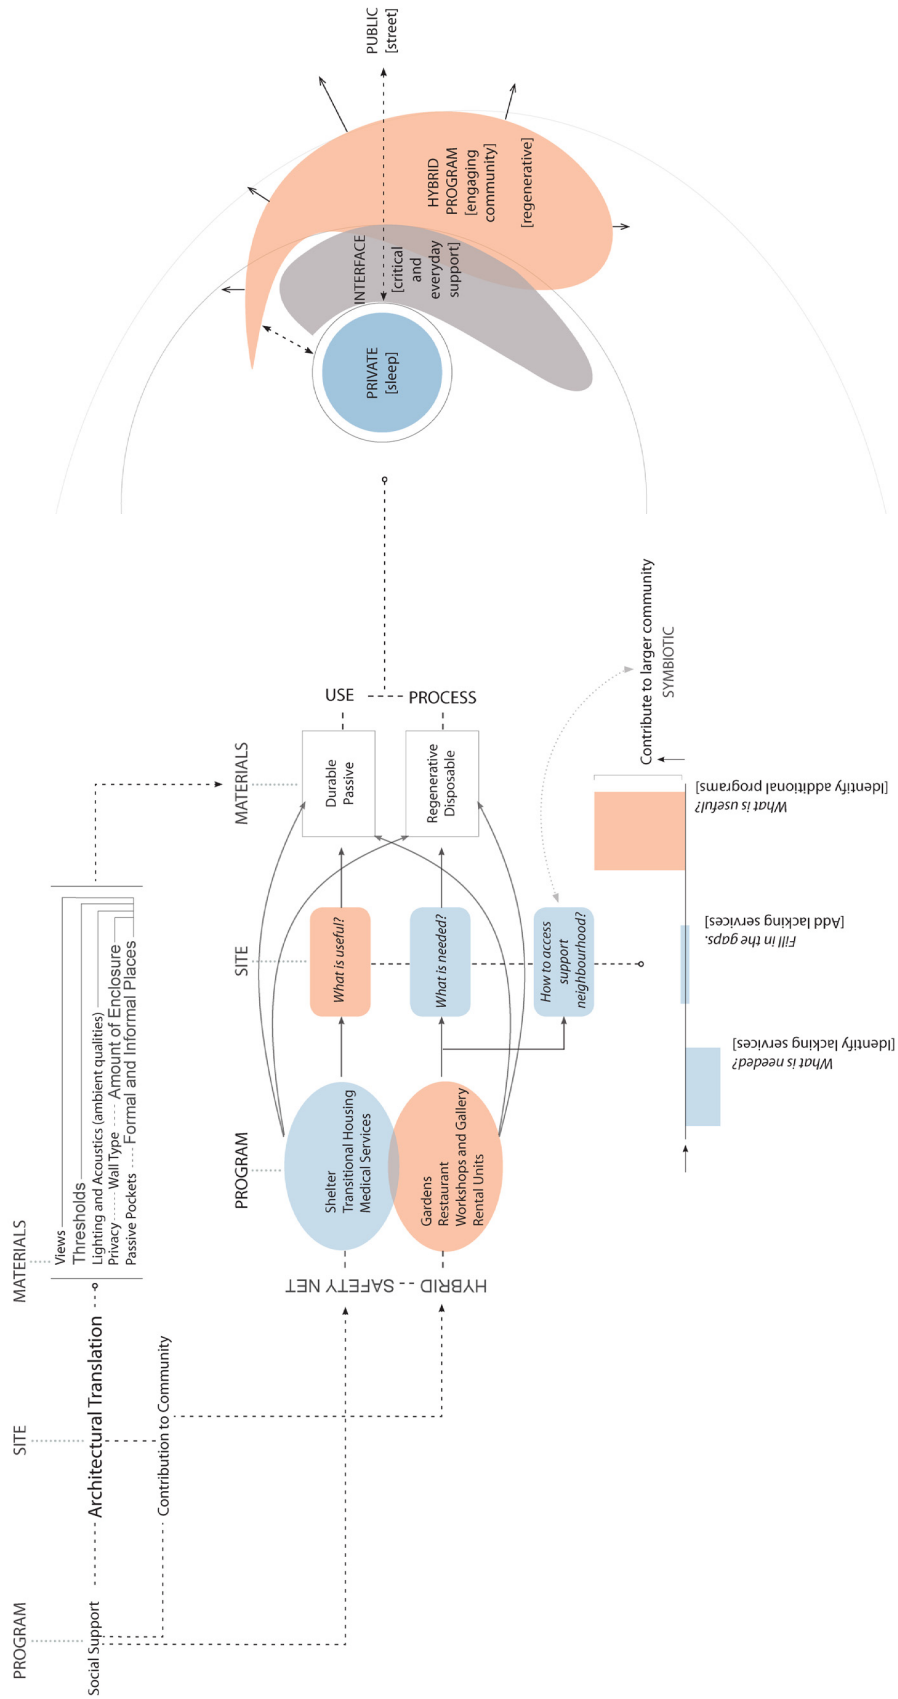 PROGRAM
SITE
MATERIALS
Social Support
Architectural Translation
Contribution to Community
Views
Thresholds
Lighting and Acoustics (ambient qualities)
Privacy
Wall Type
Amount of Enclosure
Passive Pockets
Formal and Informal Places
PROGRAM
SITE
MATERIALS
SAFETY NET
HYBRID
Shelter
Transitional Housing
Medical Services
Gardens
Restaurant
Workshops and Gallery
Rental Units
What is useful?
What is needed?
How to access
support
neighbourhood?
Durable
Passive
Regenerative
Disposable
USE
PROCESS
What is needed?
[Identify lacking services]
Fill in the gaps.
[Add lacking services]
What is useful?
[Identify additional programs]
Contribute to larger community
SYMBIOTIC
PRIVATE
[sleep]
INTERFACE
[critical
and
everyday
support]
HYBRID
PROGRAM
[engaging
community]
[regenerative]
PUBLIC
[street]